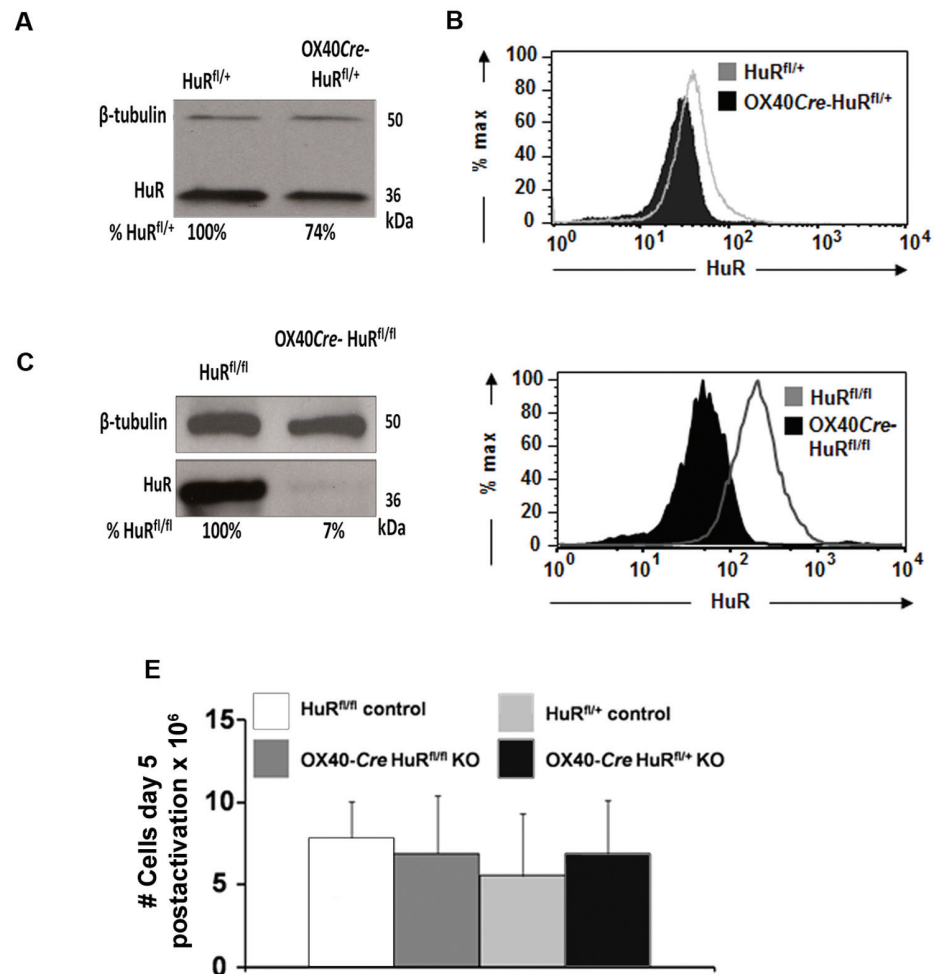 A
HuR^fl/+
OX40Cre-
HuR^fl/+
β-tubulin
50
HuR
36
kDa
% HuR^fl/+
100%
74%
B
100
80
60
40
20
0
% max
HuR^fl/+
OX40Cre-HuR^fl/+
10^0
10^1
10^2
10^3
10^4
HuR
C
HuR^fl/fl
OX40Cre- HuR^fl/fl
β-tubulin
50
HuR
36
kDa
% HuR^fl/fl
100%
7%
100
80
60
40
20
0
% max
HuR^fl/fl
OX40Cre-
HuR^fl/fl
10^0
10^1
10^2
10^3
10^4
HuR
E
HuR^fl/fl control
HuR^fl/+ control
OX40-Cre HuR^fl/fl KO
OX40-Cre HuR^fl/+ KO
15
10
5
0
# Cells day 5
postactivation x 10^6